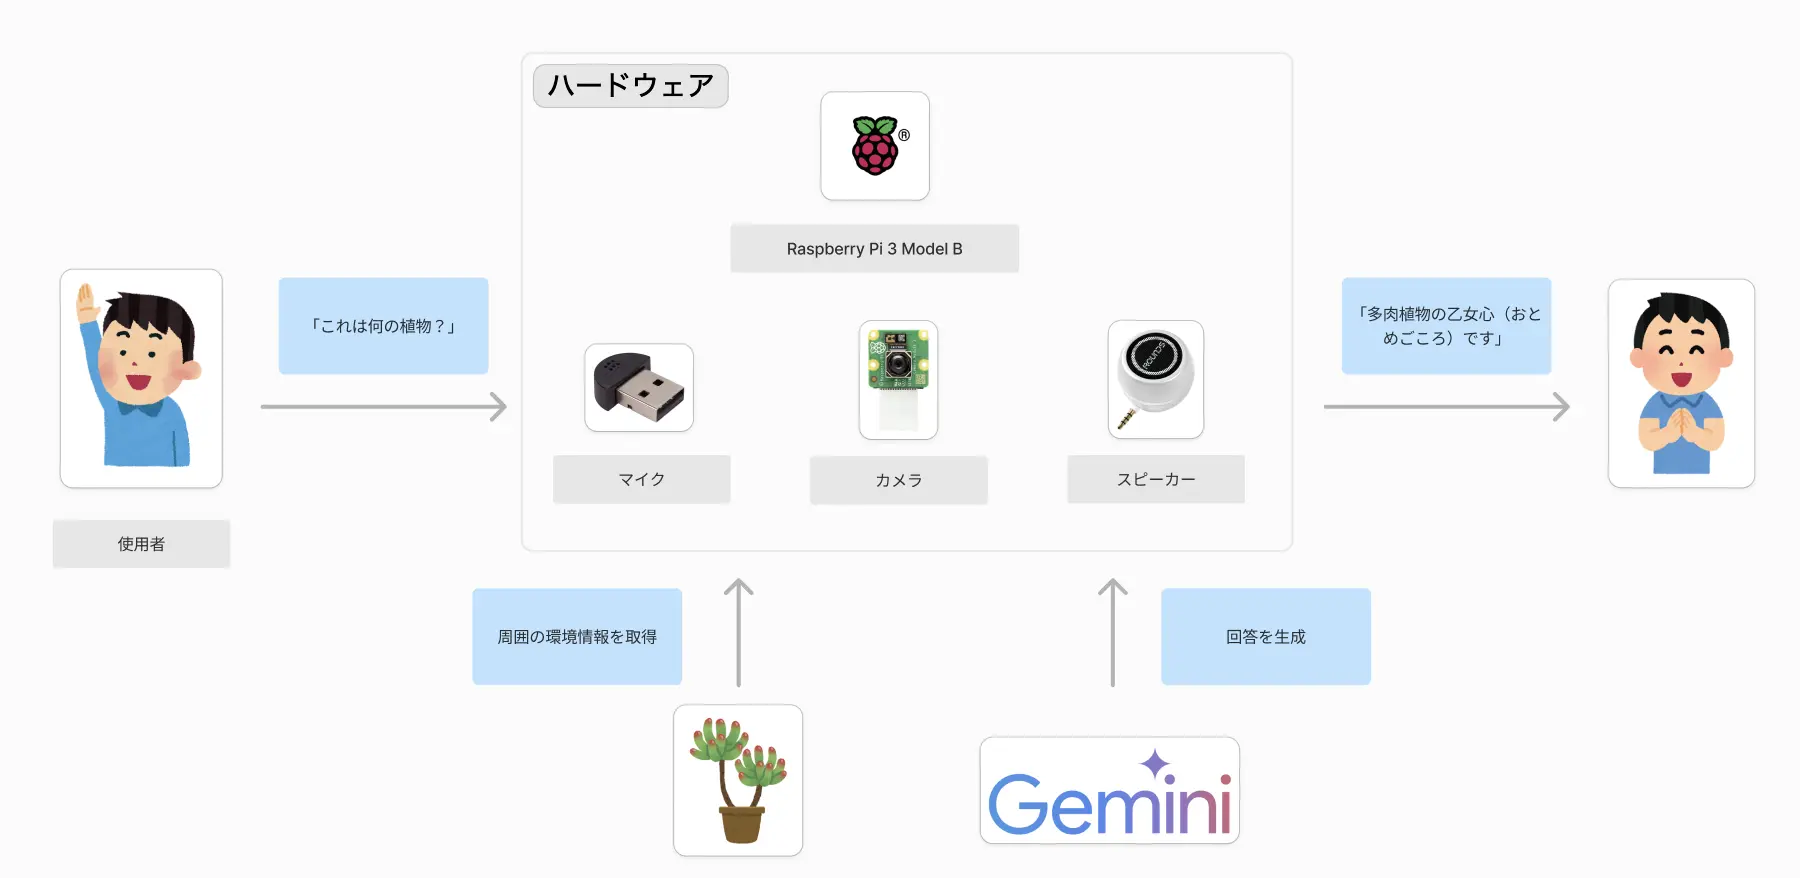 ハードウェア
®
Raspberry Pi 3 Model B
「これは何の植物？」
「多肉植物の乙女心（おと
めごころ）です」
ROUNDS
マイク
カメラ
スピーカー
使用者
周囲の環境情報を取得
回答を生成
Gemini